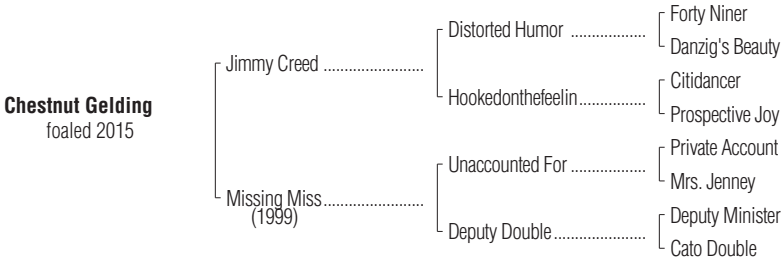 Forty Niner
Distorted Humor ..................
Danzig's Beauty
Jimmy Creed ........................
Citidancer
Hookedonthefeelin................
Prospective Joy
Chestnut Gelding
foaled 2015
Private Account
Unaccounted For ..................
Mrs. Jenney
Missing Miss........................
(1999)
Deputy Minister
Deputy Double......................
Cato Double